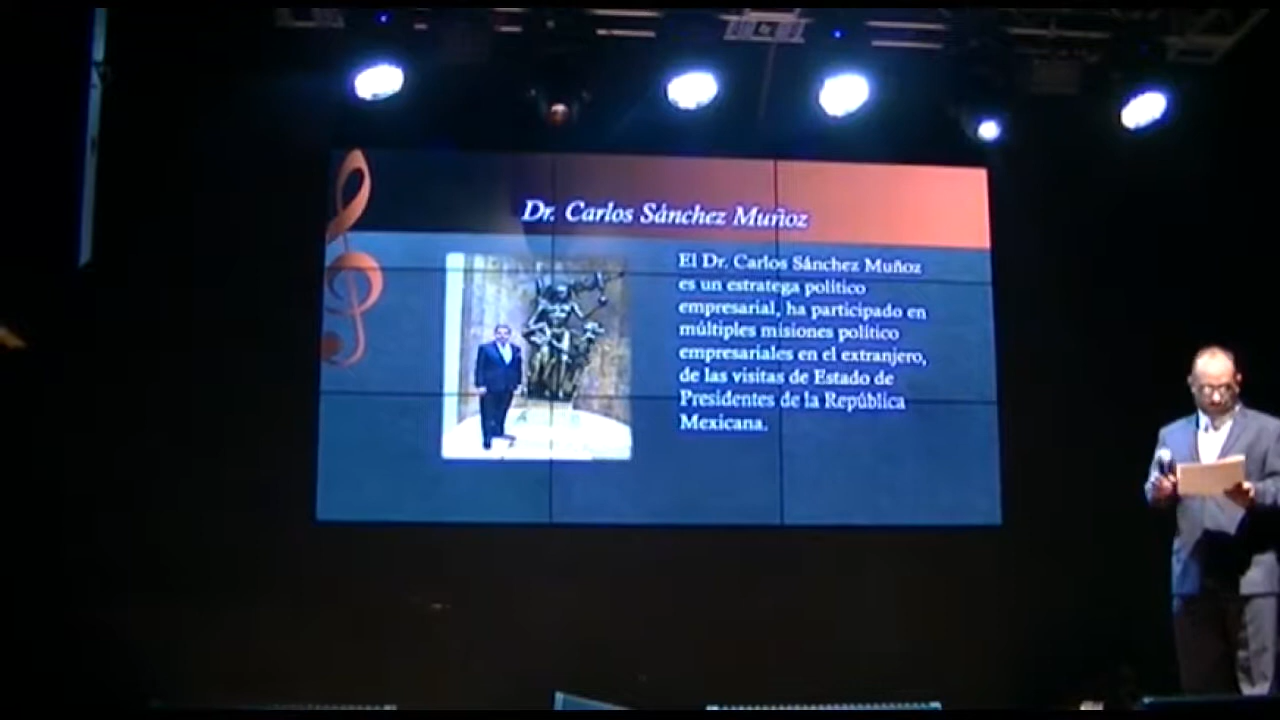 Dr. Carlos Sánchez Muñoz
El Dr. Carlos Sánchez Muñoz
es un estratega político
empresarial, ha participado en
múltiples misiones político
empresariales en el extranjero,
de las visitas de Estado de
Presidentes de la República
Mexicana.